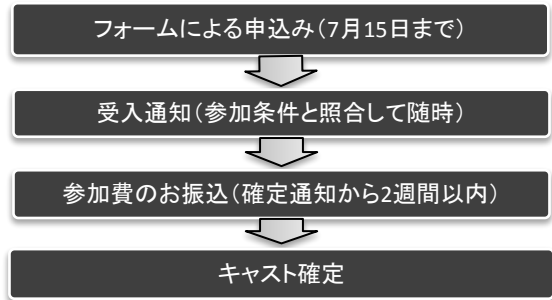 フォームによる申込み(7月15日まで)
受入通知(参加条件と照合して随時)
参加費のお振込(確定通知から2週間以内)
キャスト確定